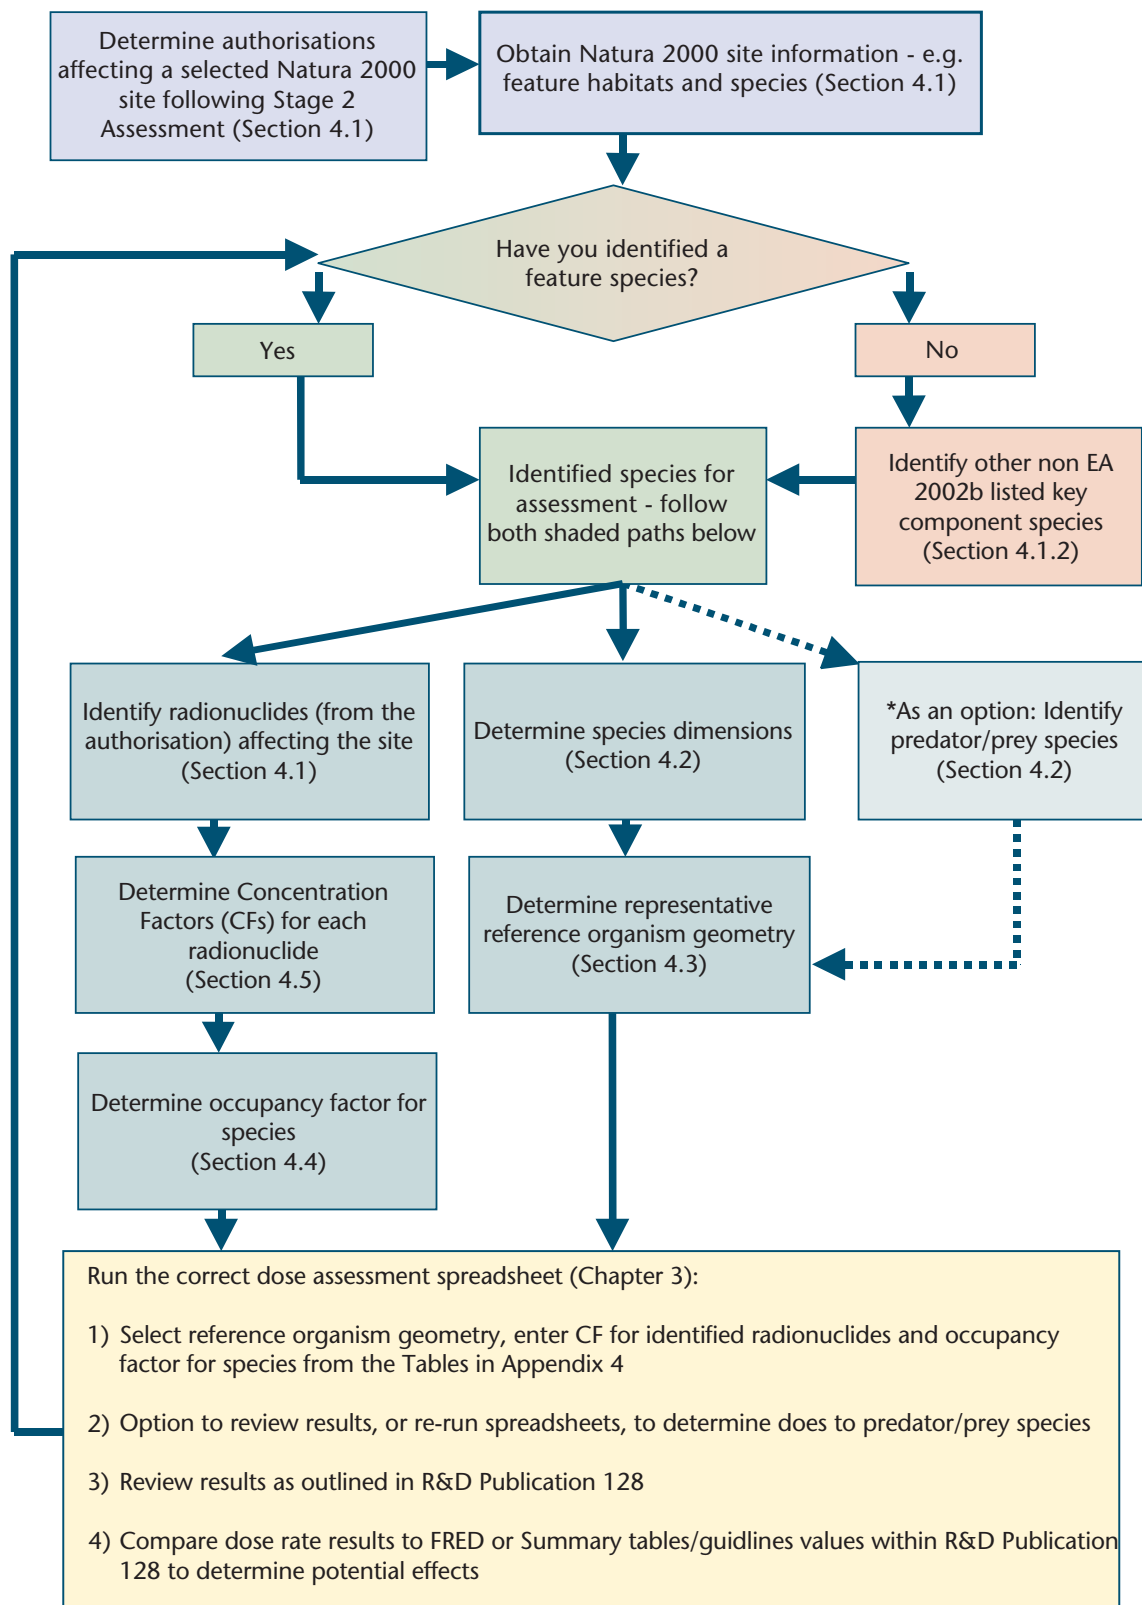 Determine authorisations
affecting a selected Natura 2000
site following Stage 2
Assessment (Section 4.1)
Obtain Natura 2000 site information - e.g.
feature habitats and species (Section 4.1)
Have you identified a
feature species?
Yes
No
Identified species for
assessment - follow
both shaded paths below
Identify other non EA
2002b listed key
component species
(Section 4.1.2)
Identify radionuclides (from the
authorisation) affecting the site
(Section 4.1)
Determine species dimensions
(Section 4.2)
*As an option: Identify
predator/prey species
(Section 4.2)
Determine Concentration
Factors (CFs) for each
radionuclide
(Section 4.5)
Determine representative
reference organism geometry
(Section 4.3)
Determine occupancy factor for
species
(Section 4.4)
Run the correct dose assessment spreadsheet (Chapter 3):
1) Select reference organism geometry, enter CF for identified radionuclides and occupancy
factor for species from the Tables in Appendix 4
2) Option to review results, or re-run spreadsheets, to determine does to predator/prey species
3) Review results as outlined in R&D Publication 128
4) Compare dose rate results to FRED or Summary tables/guidlines values within R&D Publication
128 to determine potential effects